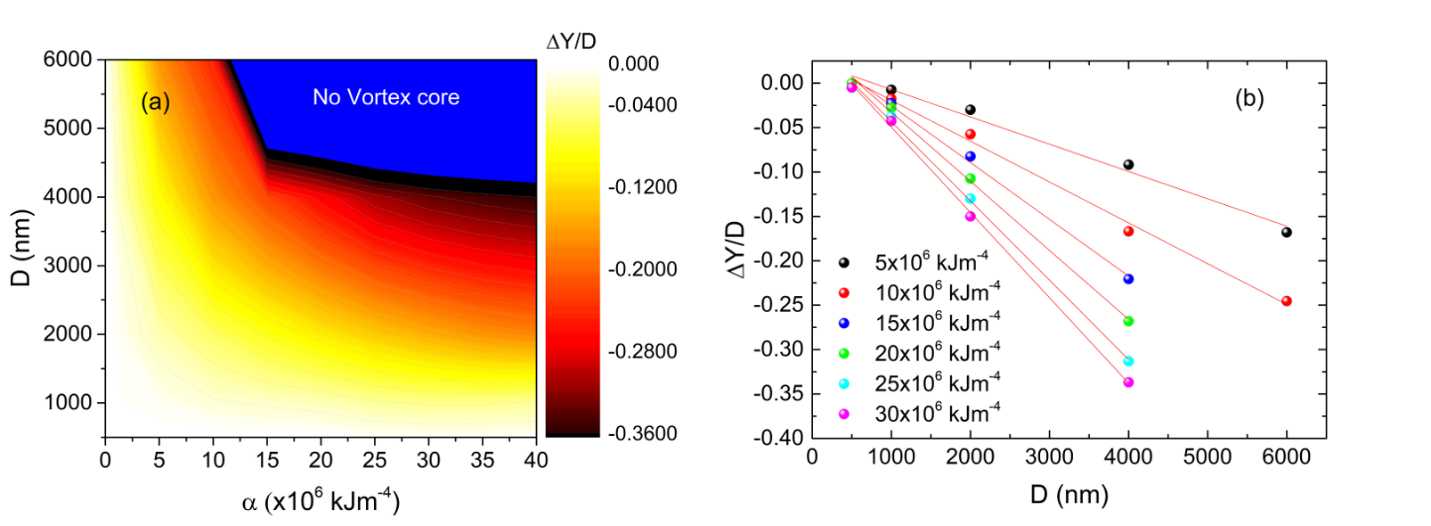 ΔY/D
6000
5000
4000
3000
2000
1000
D (nm)
(a)
No Vortex core
0.000
-0.0400
-0.1200
-0.2000
-0.2800
-0.3600
0 5 10 15 20 25 30 35 40
α (x10⁶ kJm⁻⁴)
(b)
0.00
-0.05
-0.10
-0.15
-0.20
-0.25
-0.30
-0.35
-0.40
ΔY/D
5x10⁶ kJm⁻⁴
10x10⁶ kJm⁻⁴
15x10⁶ kJm⁻⁴
20x10⁶ kJm⁻⁴
25x10⁶ kJm⁻⁴
30x10⁶ kJm⁻⁴
0 1000 2000 3000 4000 5000 6000
D (nm)